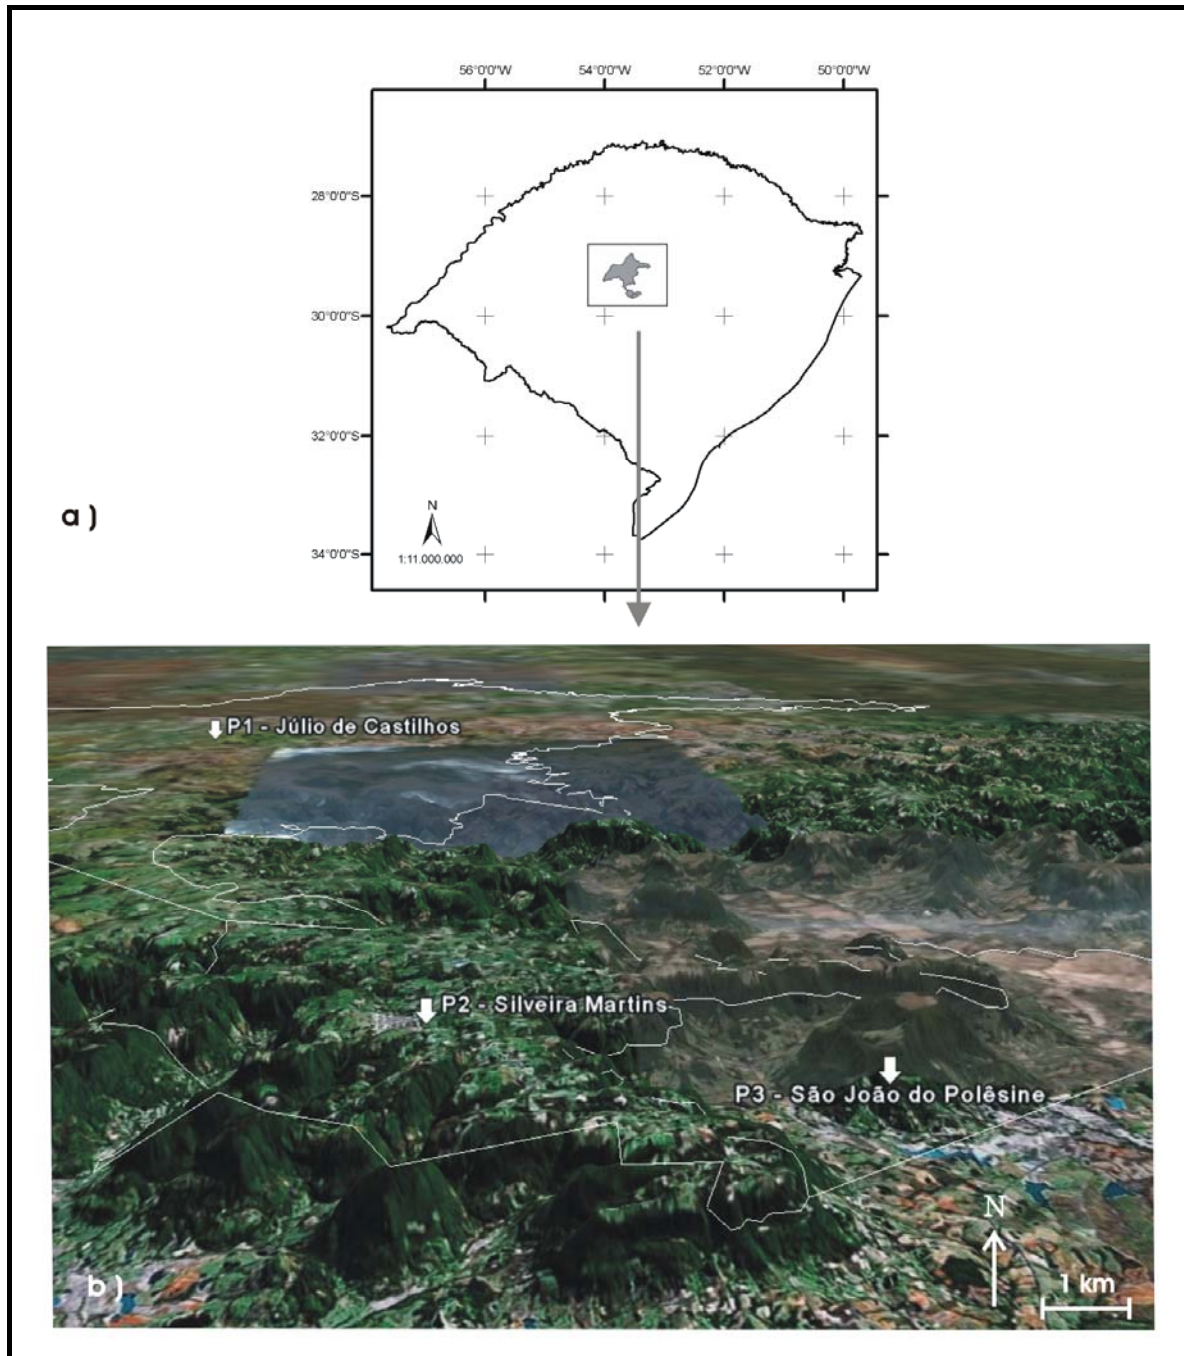 56°0'0"W 54°0'0"W 52°0'0"W 50°0'0"W
28°0'0"S
30°0'0"S
32°0'0"S
34°0'0"S
N
1:11.000.000
a )
P1 - Júlio de Castilhos
P2 - Silveira Martins
P3 - São João do Polêsine
N
1 km
b )